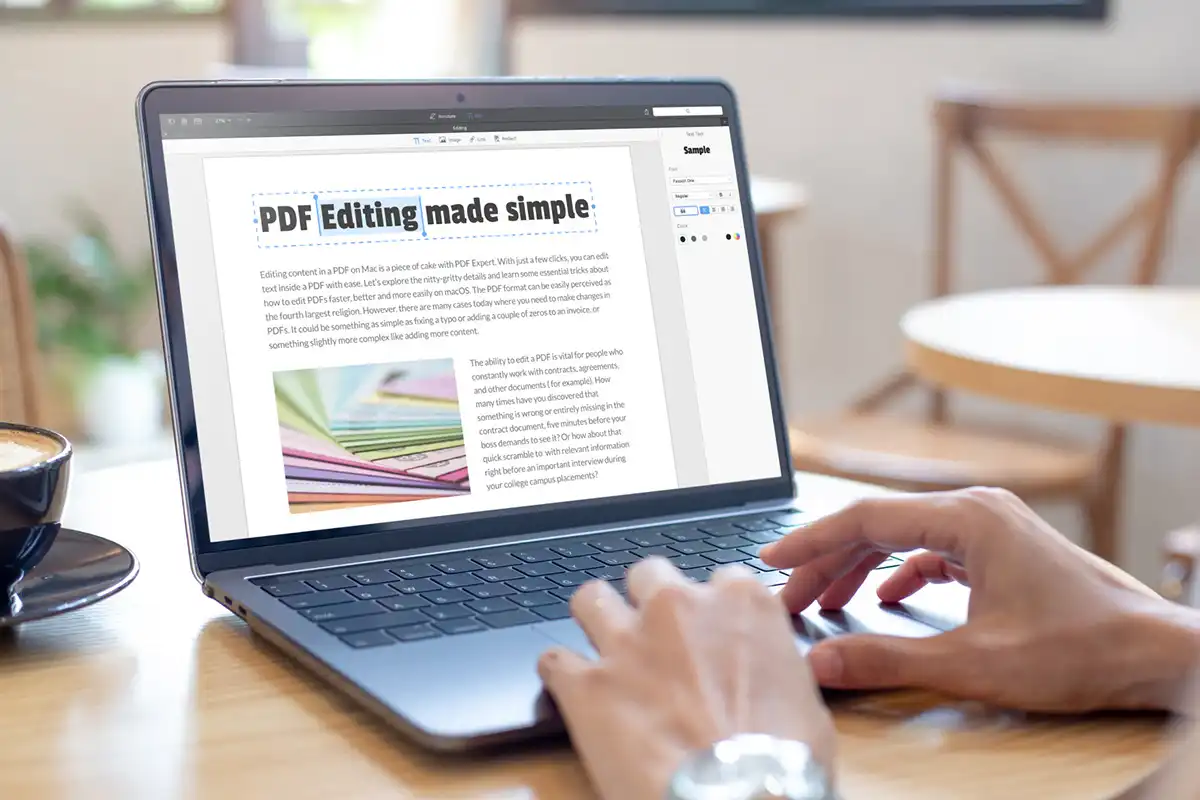 Editing
Text Image Link Redact
PDF Editing made simple
Editing content in a PDF on Mac is a piece of cake with PDF Expert. With just a few clicks, you can edit
text inside a PDF with ease. Let's explore the nitty-gritty details and learn some essential tricks about
how to edit PDFs faster, better and more easily on macOS. The PDF format can be easily perceived as
the fourth largest religion. However, there are many cases today where you need to make changes in
PDFs. It could be something as simple as fixing a typo or adding a couple of zeros to an invoice, or
something slightly more complex like adding more content.
The ability to edit a PDF is vital for people who
constantly work with contracts, agreements,
and other documents ( for example). How
many times have you discovered that
something is wrong or entirely missing in the
contract document, five minutes before your
boss demands to see it? Or how about that
quick scramble to with relevant information
right before an important interview during
your college campus placements?
Sample
Regular